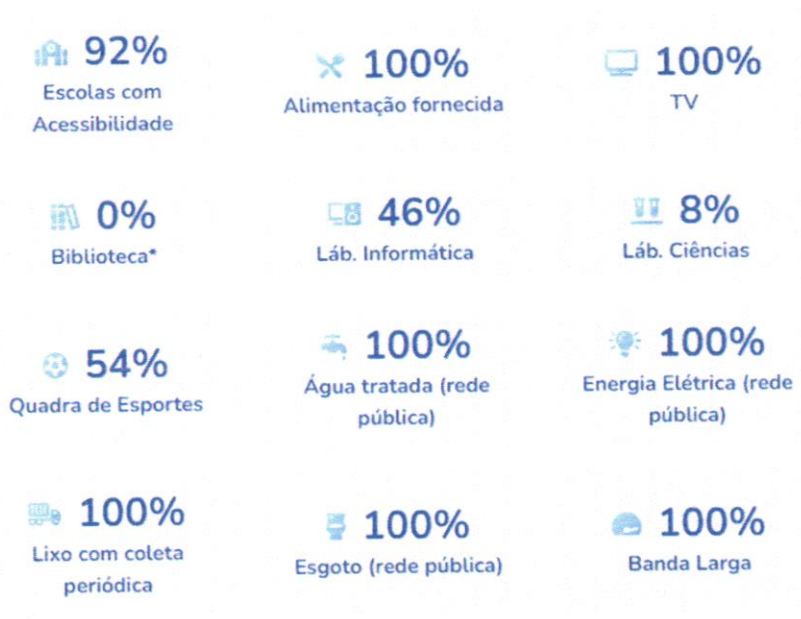 92%
Escolas com
Acessibilidade
100%
Alimentação fornecida
100%
TV
0%
Biblioteca*
46%
Láb. Informática
8%
Láb. Ciências
54%
Quadra de Esportes
100%
Água tratada (rede
pública)
100%
Energia Elétrica (rede
pública)
100%
Lixo com coleta
periódica
100%
Esgoto (rede pública)
100%
Banda Larga